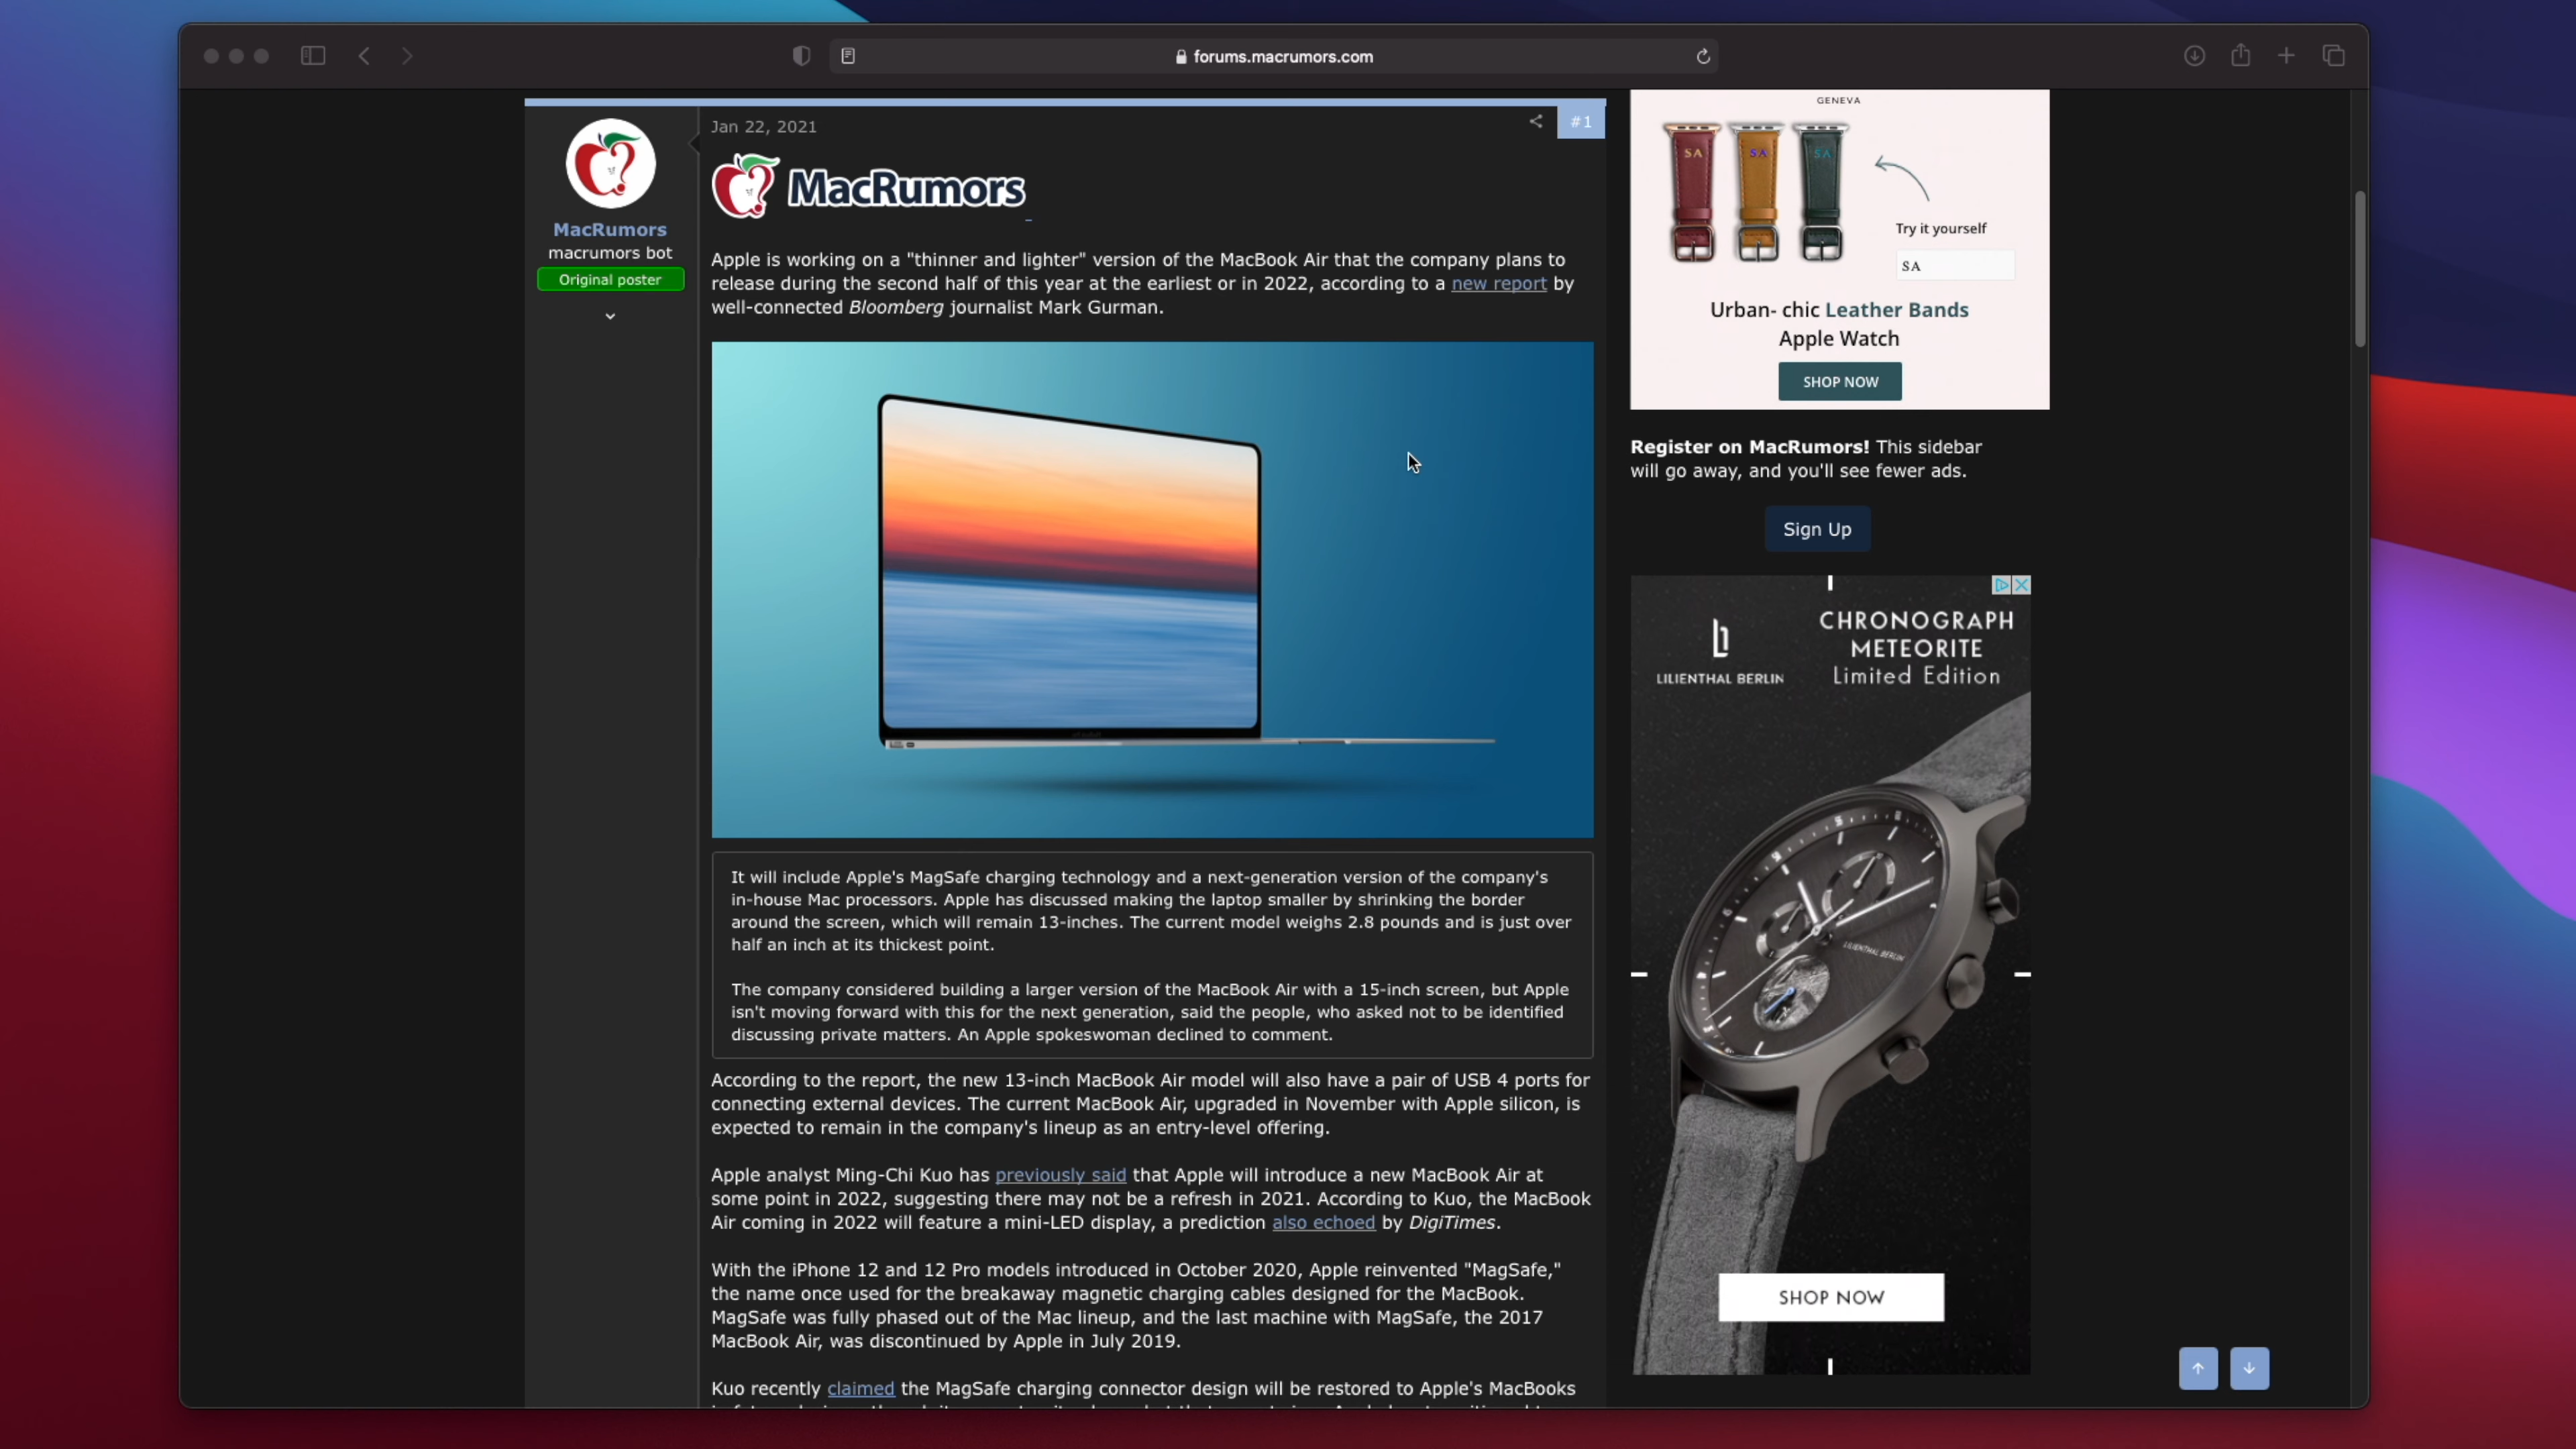 forums.macrumors.com
Jan 22, 2021
#1
MacRumors
MacRumors
macrumors bot
Original poster
Apple is working on a "thinner and lighter" version of the MacBook Air that the company plans to
release during the second half of this year at the earliest or in 2022, according to a new report by
well-connected Bloomberg journalist Mark Gurman.
It will include Apple's MagSafe charging technology and a next-generation version of the company's
in-house Mac processors. Apple has discussed making the laptop smaller by shrinking the border
around the screen, which will remain 13-inches. The current model weighs 2.8 pounds and is just over
half an inch at its thickest point.
The company considered building a larger version of the MacBook Air with a 15-inch screen, but Apple
isn't moving forward with this for the next generation, said the people, who asked not to be identified
discussing private matters. An Apple spokeswoman declined to comment.
According to the report, the new 13-inch MacBook Air model will also have a pair of USB 4 ports for
connecting external devices. The current MacBook Air, upgraded in November with Apple silicon, is
expected to remain in the company's lineup as an entry-level offering.
Apple analyst Ming-Chi Kuo has previously said that Apple will introduce a new MacBook Air at
some point in 2022, suggesting there may not be a refresh in 2021. According to Kuo, the MacBook
Air coming in 2022 will feature a mini-LED display, a prediction also echoed by DigiTimes.
With the iPhone 12 and 12 Pro models introduced in October 2020, Apple reinvented "MagSafe,"
the name once used for the breakaway magnetic charging cables designed for the MacBook.
MagSafe was fully phased out of the Mac lineup, and the last machine with MagSafe, the 2017
MacBook Air, was discontinued by Apple in July 2019.
Kuo recently claimed the MagSafe charging connector design will be restored to Apple's MacBooks
GENEVA
SA
SA
SA
Try it yourself
SA
Urban- chic Leather Bands
Apple Watch
SHOP NOW
Register on MacRumors! This sidebar
will go away, and you'll see fewer ads.
Sign Up
LILIENTHAL BERLIN
CHRONOGRAPH
METEORITE
Limited Edition
LILIENTHAL BERLIN
SHOP NOW